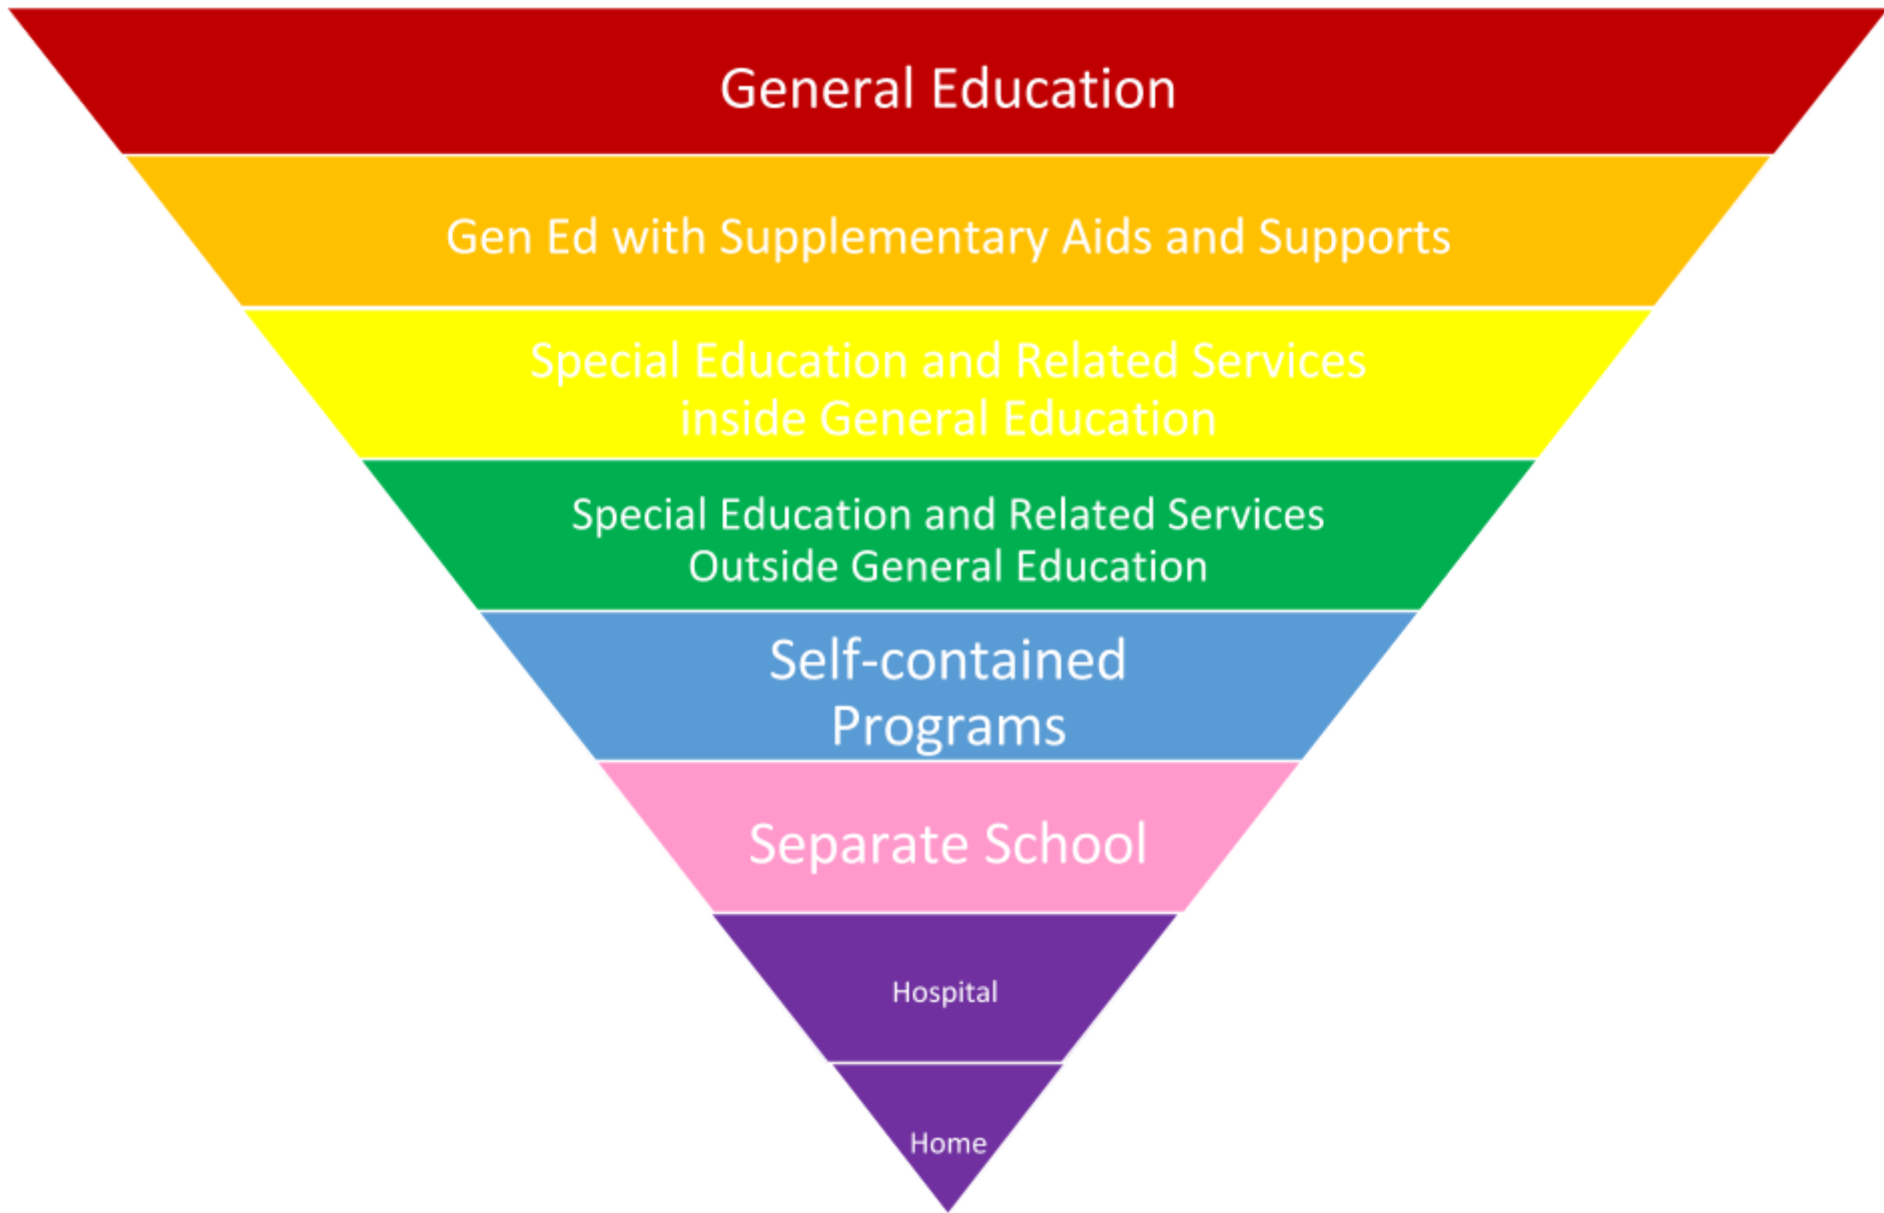 General Education
Gen Ed with Supplementary Aids and Supports
Special Education and Related Services
inside General Education
Special Education and Related Services
Outside General Education
Self-contained
Programs
Separate School
Hospital
Home